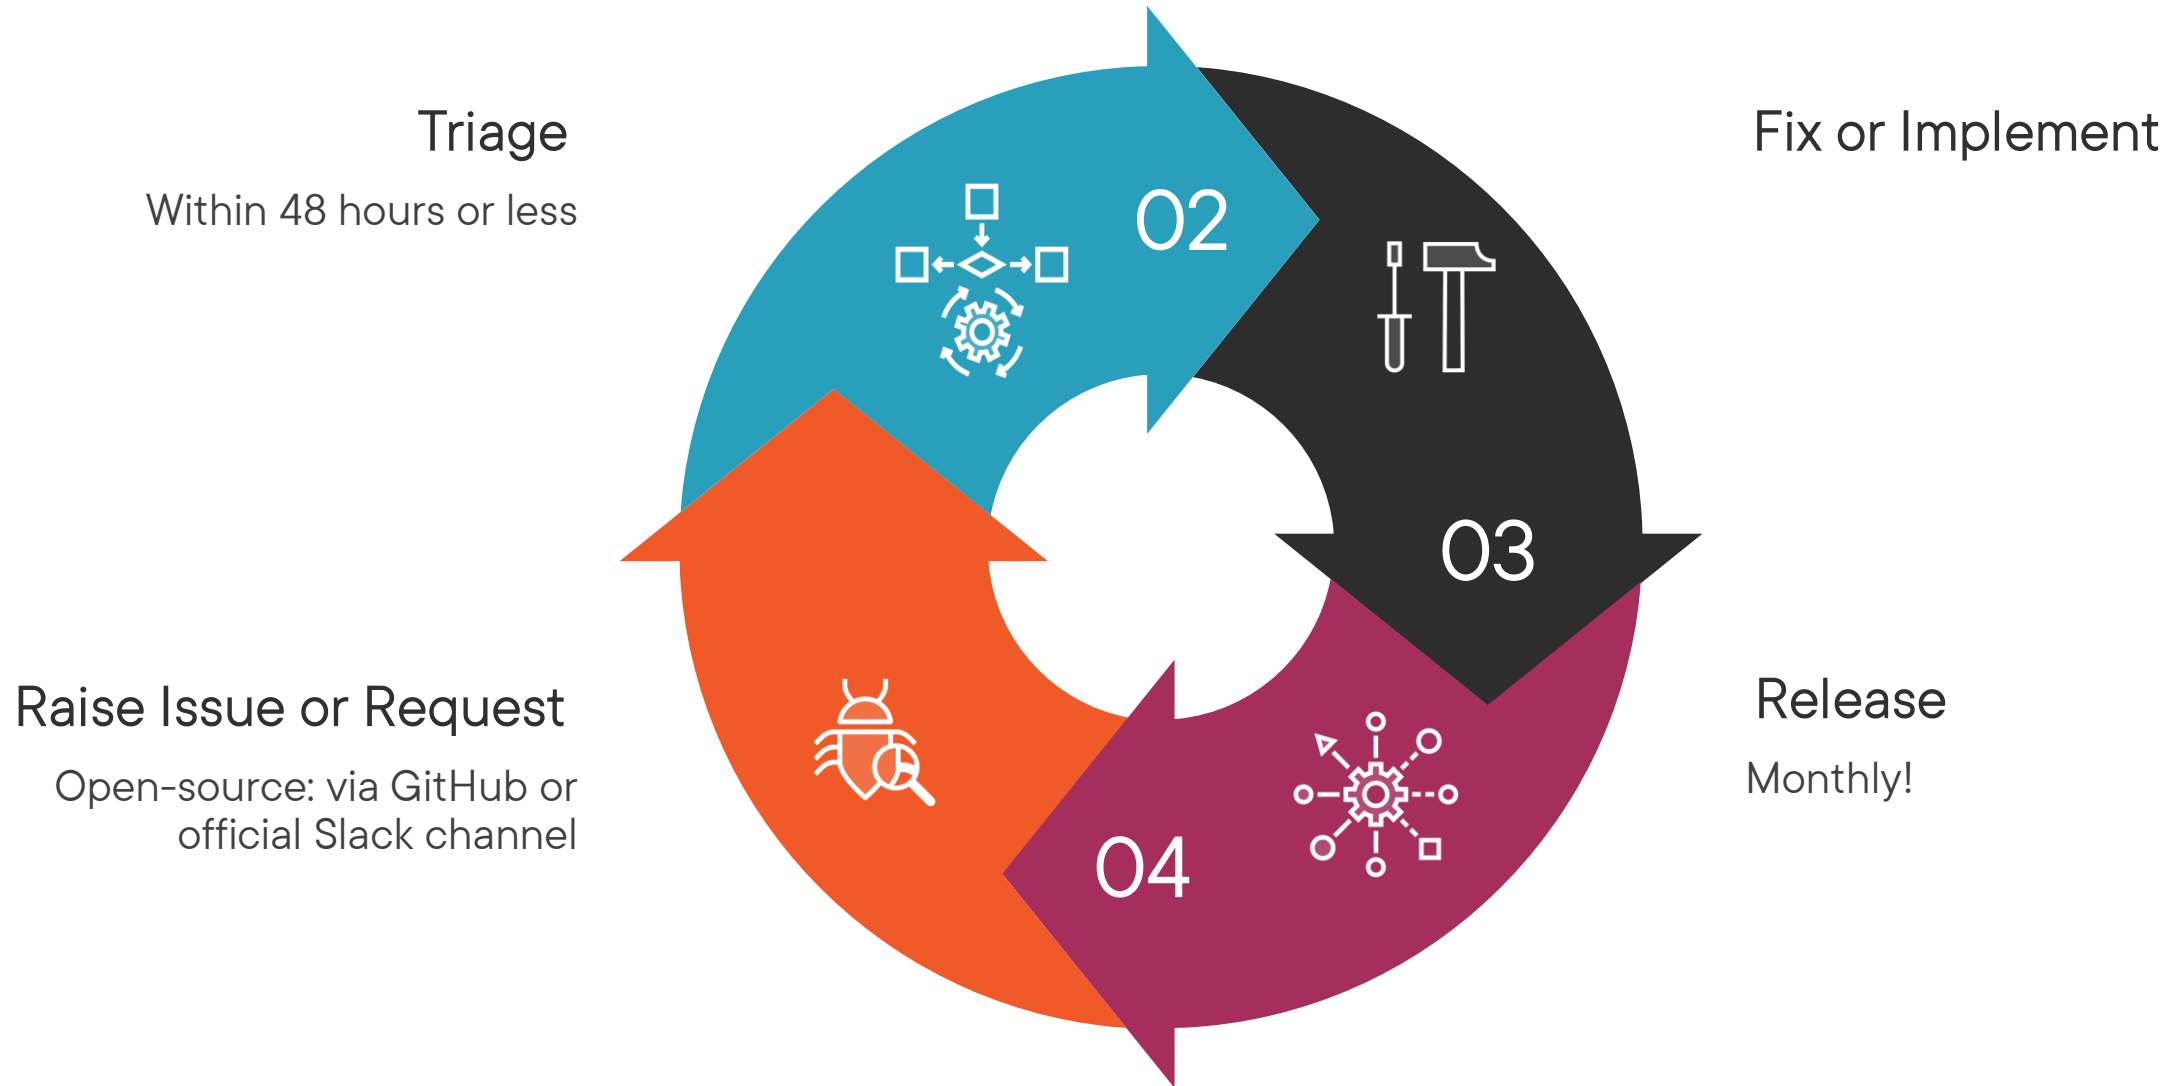 Triage
Within 48 hours or less
02
Fix or Implement
03
Raise Issue or Request
Open-source: via GitHub or
official Slack channel
04
Release
Monthly!